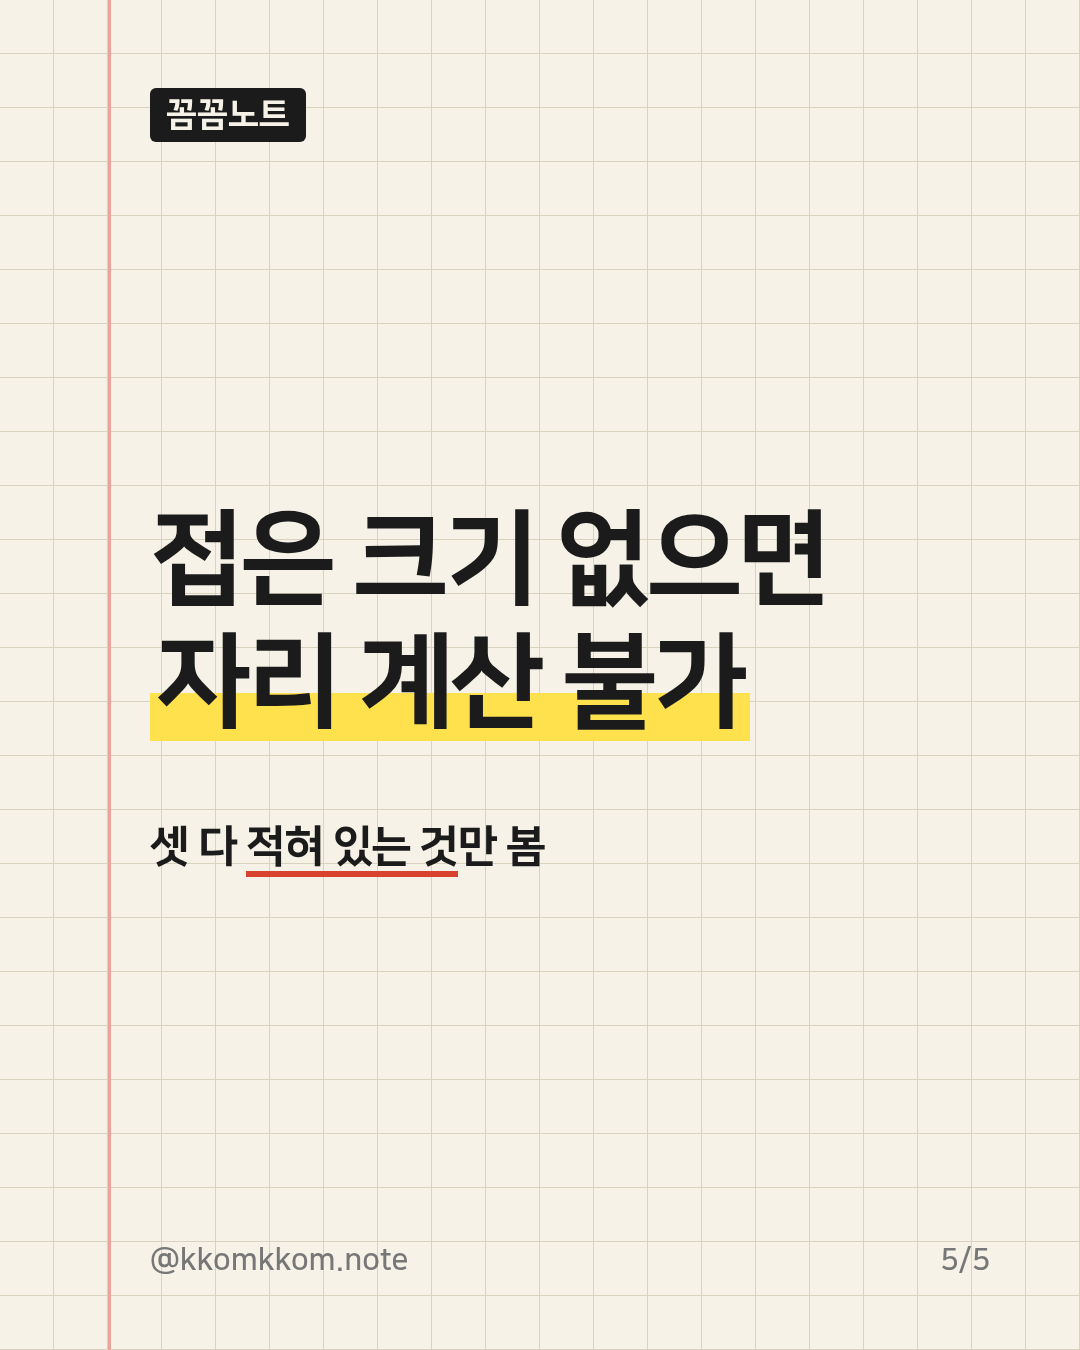 꼼꼼노트
접은 크기 없으면
자리 계산 불가
셋 다 적혀 있는 것만 봄
@kkomkkom.note
5/5